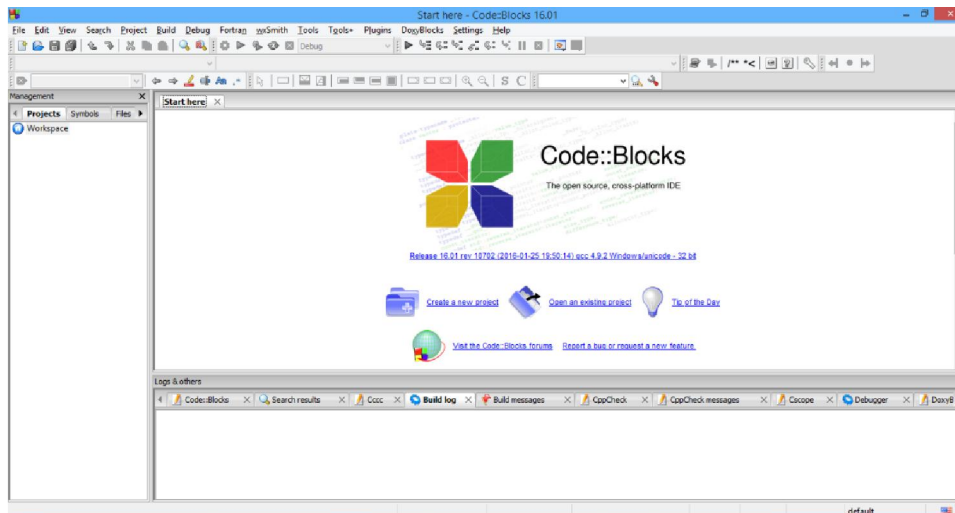 Start here - Code::Blocks 16.01
File Edit View Search Project Build Debug Fortran wxSmith Tools Tools+ Plugins DoxyBlocks Settings Help
Debug
/** *<
S C
Management
Start here
Projects Symbols Files
Workspace
Code::Blocks
The open source, cross-platform IDE
Release 16.01 rev 10702 (2016-01-25 19:50:14) gcc 4.9.2 Windows/unicode - 32 bit
Create a new project Open an existing project Tip of the Day
Visit the Code::Blocks forums Report a bug or request a new feature.
Logs & others
Code::Blocks Search results Cccc Build log Build messages CppCheck CppCheck messages Cscope Debugger DoxyB
default